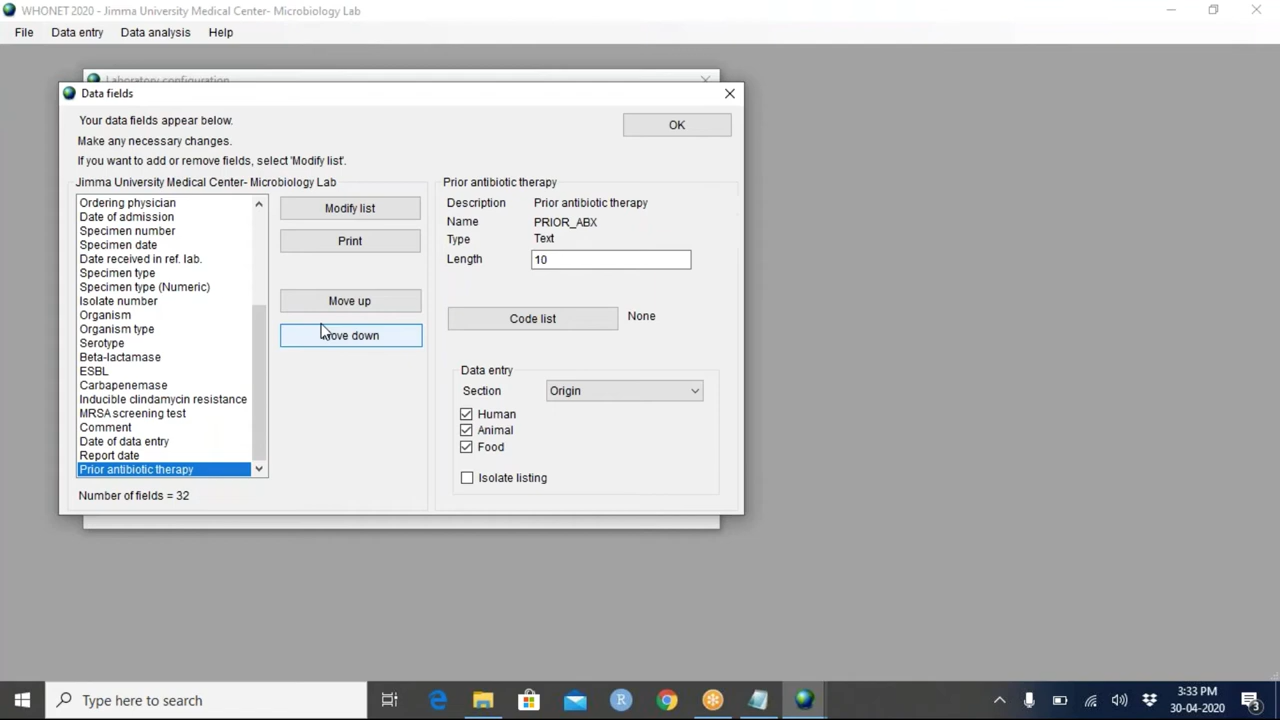 WHONET 2020 - Jimma University Medical Center- Microbiology Lab
File Data entry Data analysis Help
Laboratory configuration
Data fields
Your data fields appear below.
Make any necessary changes.
If you want to add or remove fields, select 'Modify list'.
OK
Jimma University Medical Center- Microbiology Lab
Ordering physician
Date of admission
Specimen number
Specimen date
Date received in ref. lab.
Specimen type
Specimen type (Numeric)
Isolate number
Organism
Organism type
Serotype
Beta-lactamase
ESBL
Carbapenemase
Inducible clindamycin resistance
MRSA screening test
Comment
Date of data entry
Report date
Prior antibiotic therapy
Number of fields = 32
Modify list
Print
Move up
Move down
Prior antibiotic therapy
Description Prior antibiotic therapy
Name PRIOR_ABX
Type Text
Length 10
Code list None
Data entry
Section Origin
Human
Animal
Food
Isolate listing
Type here to search
3:33 PM
30-04-2020
3